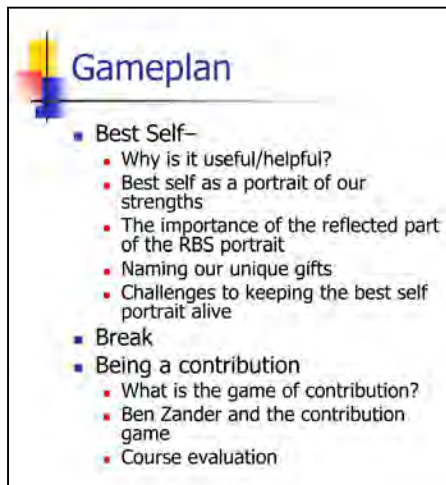 Gameplan
Best Self–
Why is it useful/helpful?
Best self as a portrait of our
strengths
The importance of the reflected part
of the RBS portrait
Naming our unique gifts
Challenges to keeping the best self
portrait alive
Break
Being a contribution
What is the game of contribution?
Ben Zander and the contribution
game
Course evaluation